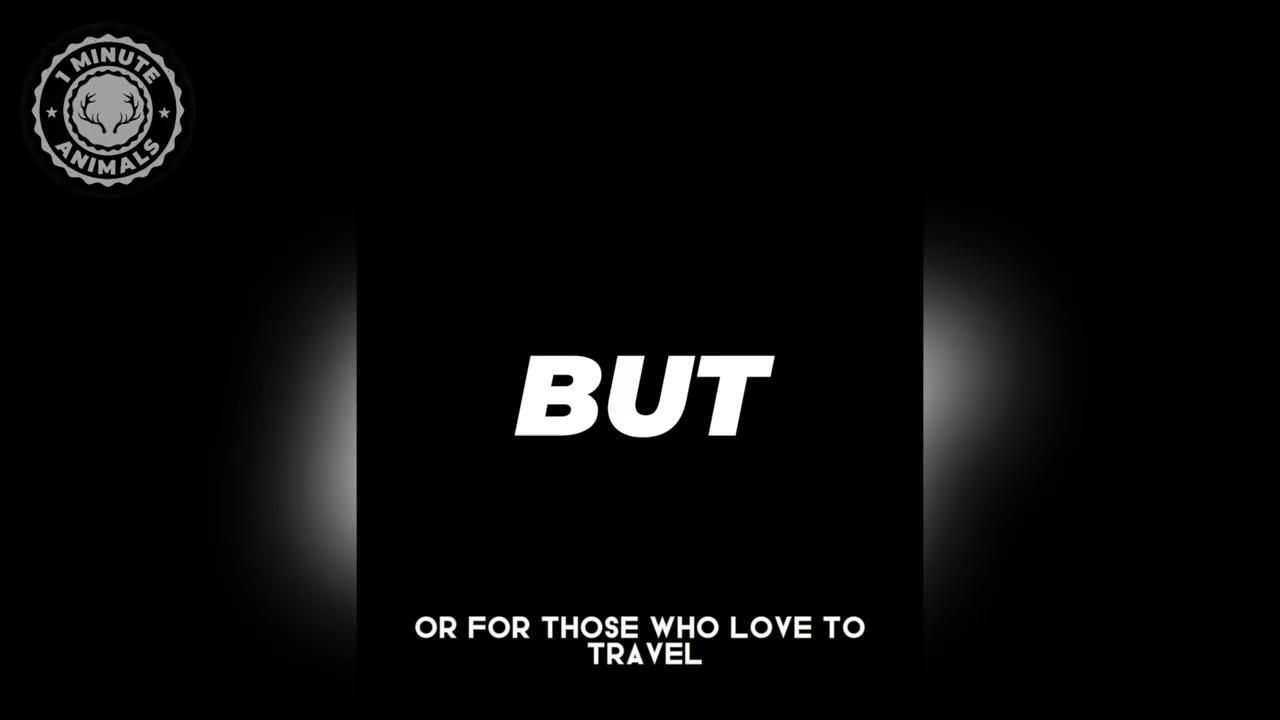 1 MINUTE
ANIMALS
BUT
OR FOR THOSE WHO LOVE TO
TRAVEL